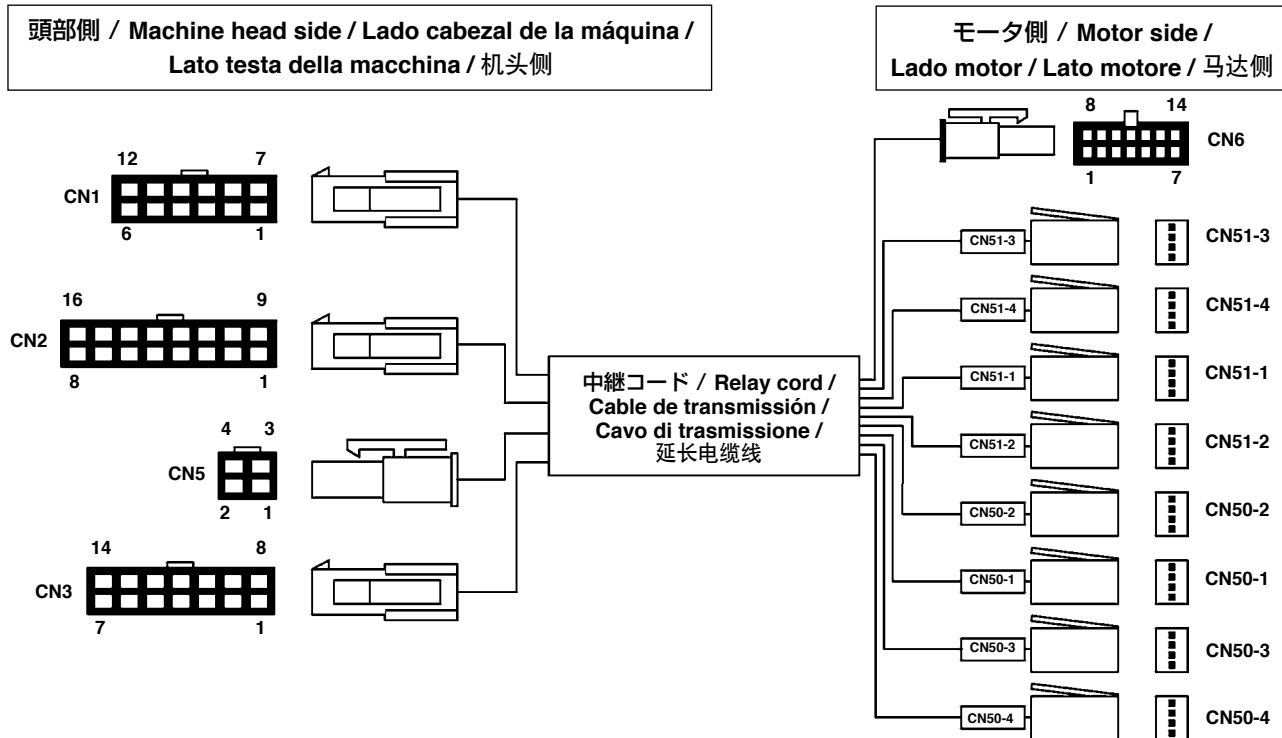 頭部側 / Machine head side / Lado cabezal de la máquina /
Lato testa della macchina / 机头侧
モータ側 / Motor side /
Lado motor / Lato motore / 马达侧
12 7
CN1
6 1
16 9
CN2
8 1
4 3
CN5
2 1
14 8
CN3
7 1
中継コード / Relay cord /
Cable de transmisión /
Cavo di trasmissione /
延长电缆线
8 14
CN6
1 7
CN51-3 CN51-3
CN51-4 CN51-4
CN51-1 CN51-1
CN51-2 CN51-2
CN50-2 CN50-2
CN50-1 CN50-1
CN50-3 CN50-3
CN50-4 CN50-4